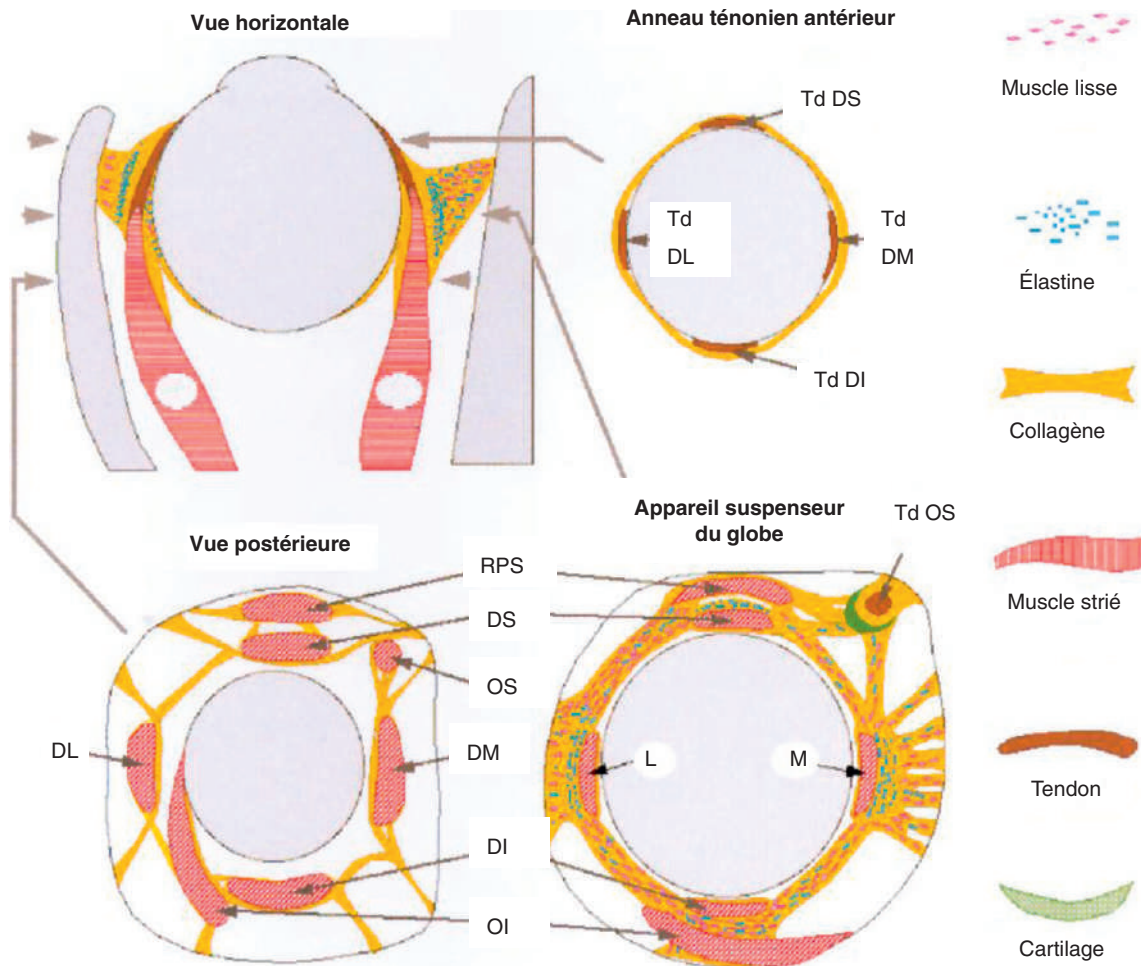 Vue horizontale
Anneau ténonien antérieur
Td DS
Td
DL
Td
DM
Td DI
Muscle lisse
Élastine
Collagène
Muscle strié
Tendon
Cartilage
Vue postérieure
Appareil suspenseur
du globe
Td OS
RPS
DS
OS
DL
DM
L
M
DI
OI